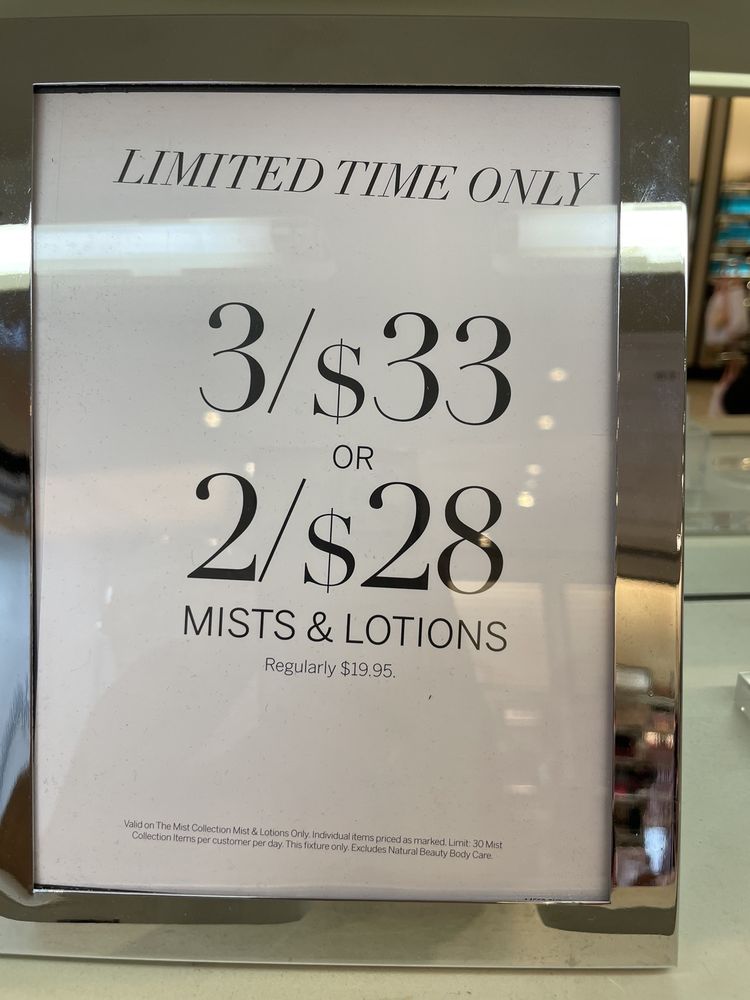 LIMITED TIME ONLY
3/$33
OR
2/$28
MISTS & LOTIONS
Regularly $19.95.
Valid on The Mist Collection Mist & Lotions Only. Individual items priced as marked. Limit: 30 Mist
Collection Items per customer per day. This fixture only. Excludes Natural Beauty Body Care.